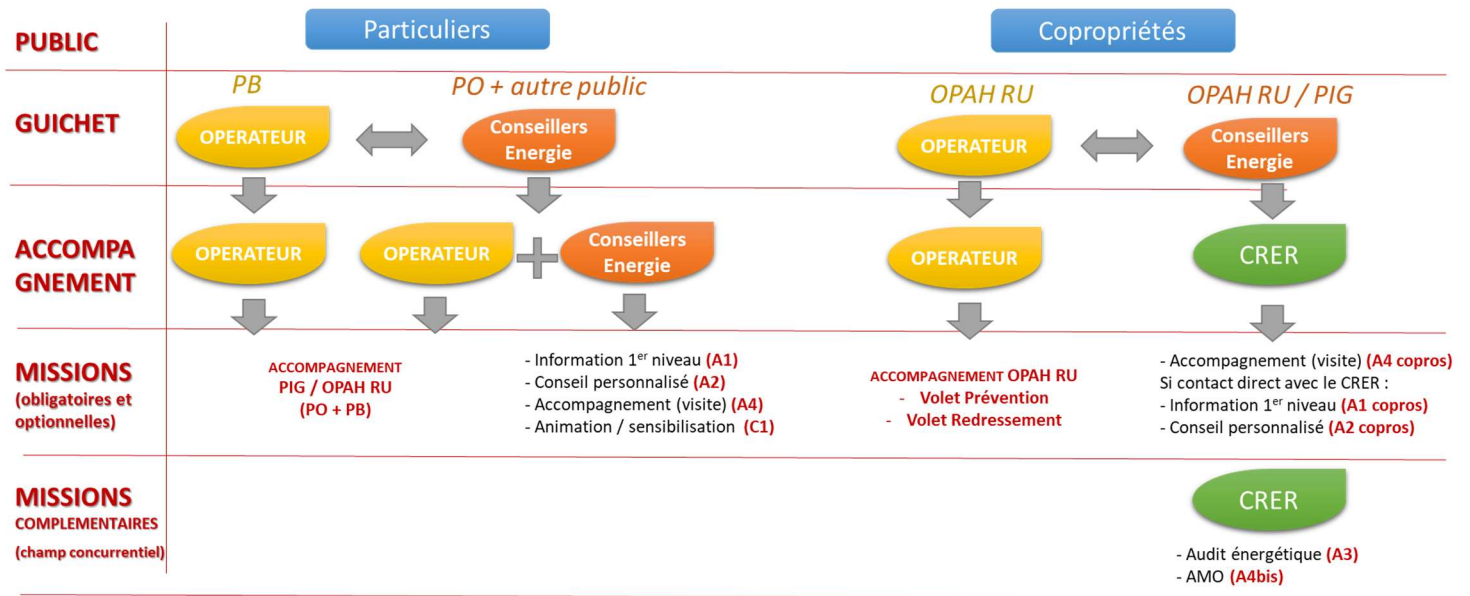 PUBLIC
Particuliers
Copropriétés
GUICHET
PB
PO + autre public
OPAH RU
OPAH RU / PIG
OPERATEUR
Conseillers
Energie
OPERATEUR
Conseillers
Energie
ACCOMPA
GNEMENT
OPERATEUR
OPERATEUR
Conseillers
Energie
OPERATEUR
CRER
MISSIONS
(obligatoires et
optionnelles)
ACCOMPAGNEMENT
PIG / OPAH RU
(PO + PB)
- Information 1er niveau (A1)
- Conseil personnalisé (A2)
- Accompagnement (visite) (A4)
- Animation / sensibilisation (C1)
ACCOMPAGNEMENT OPAH RU
- Volet Prévention
- Volet Redressement
- Accompagnement (visite) (A4 copros)
Si contact direct avec le CRER :
- Information 1er niveau (A1 copros)
- Conseil personnalisé (A2 copros)
MISSIONS
COMPLEMENTAIRES
(champ concurrentiel)
CRER
- Audit énergétique (A3)
- AMO (A4bis)